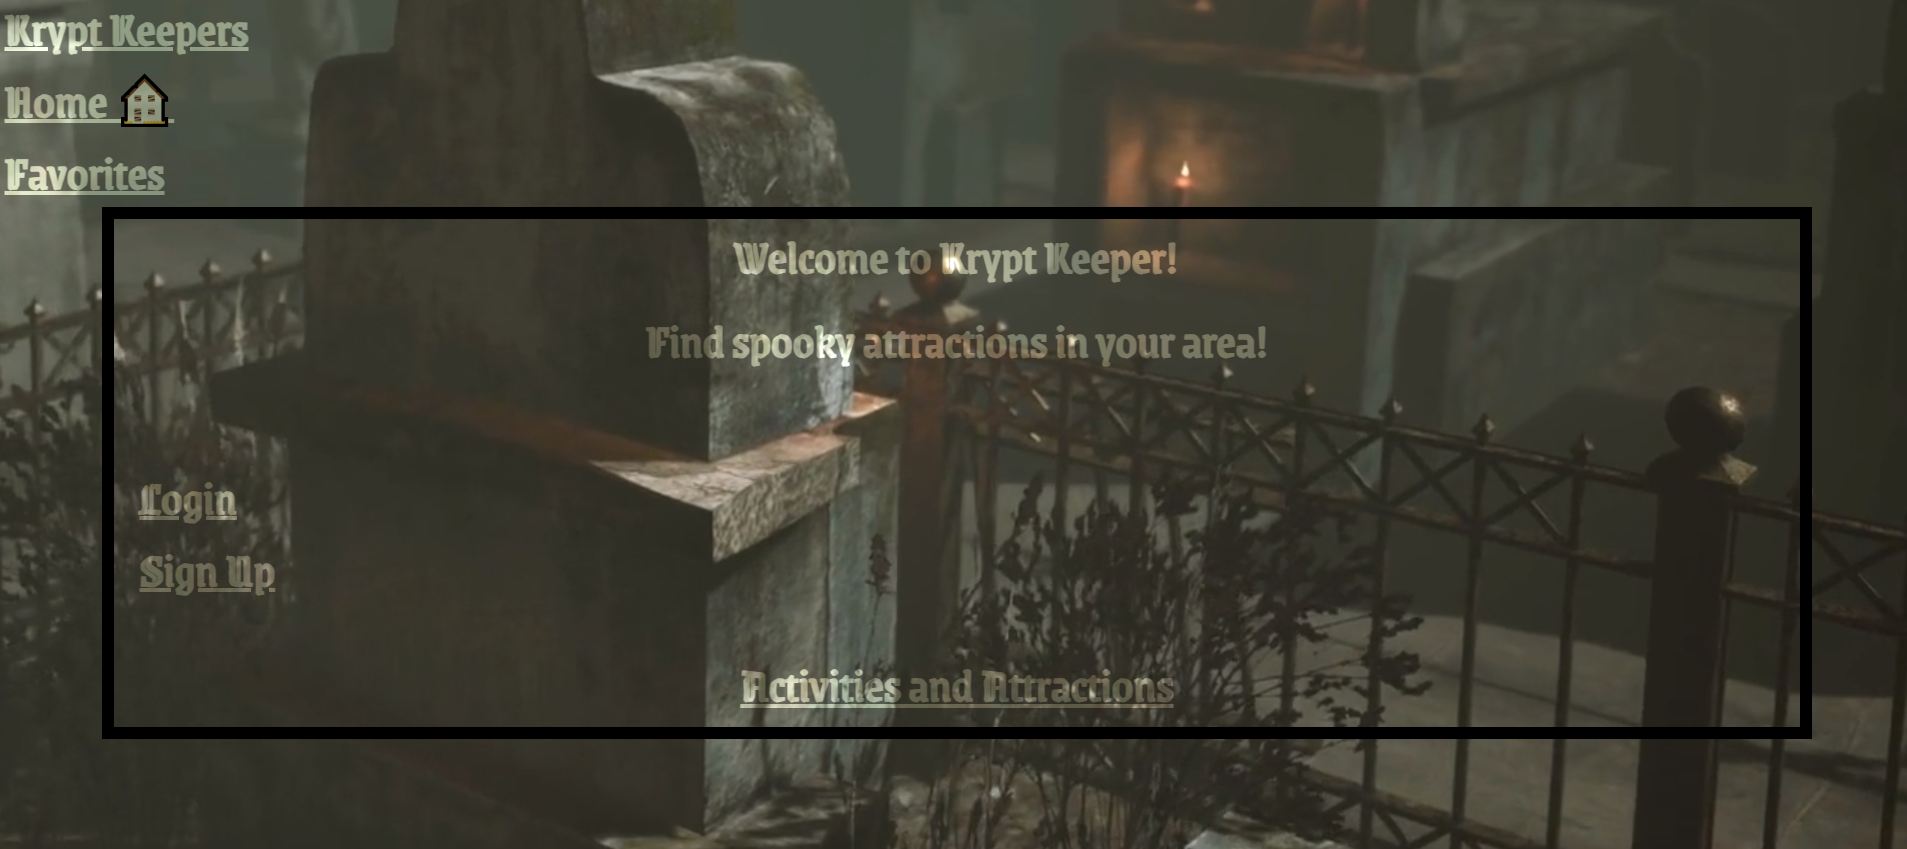 Krypt Keepers
Home
Favorites
Welcome to Krypt Keeper!
Find spooky attractions in your area!
Login
Sign Up
Activities and Attractions